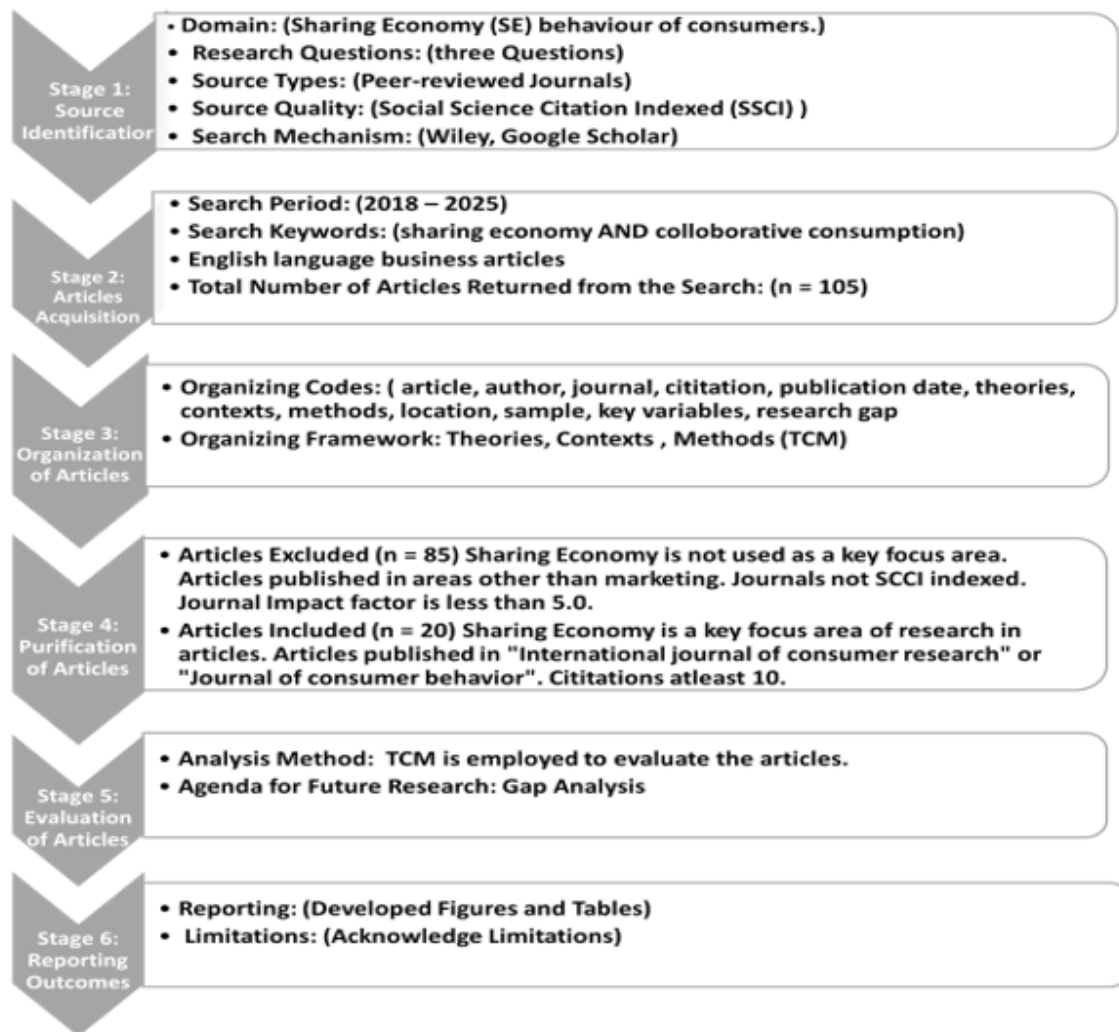 Stage 1:
Source
Identification
• Domain: (Sharing Economy (SE) behaviour of consumers.)
• Research Questions: (three Questions)
• Source Types: (Peer-reviewed Journals)
• Source Quality: (Social Science Citation Indexed (SSCI) )
• Search Mechanism: (Wiley, Google Scholar)
Stage 2:
Articles
Acquisition
• Search Period: (2018 – 2025)
• Search Keywords: (sharing economy AND colloborative consumption)
• English language business articles
• Total Number of Articles Returned from the Search: (n = 105)
Stage 3:
Organization
of Articles
• Organizing Codes: ( article, author, journal, cititation, publication date, theories,
contexts, methods, location, sample, key variables, research gap
• Organizing Framework: Theories, Contexts , Methods (TCM)
Stage 4:
Purification
of Articles
• Articles Excluded (n = 85) Sharing Economy is not used as a key focus area.
Articles published in areas other than marketing. Journals not SCCI indexed.
Journal Impact factor is less than 5.0.
• Articles Included (n = 20) Sharing Economy is a key focus area of research in
articles. Articles published in "International journal of consumer research" or
"Journal of consumer behavior". Cititations atleast 10.
Stage 5:
Evaluation
of Articles
• Analysis Method: TCM is employed to evaluate the articles.
• Agenda for Future Research: Gap Analysis
Stage 6:
Reporting
Outcomes
• Reporting: (Developed Figures and Tables)
• Limitations: (Acknowledge Limitations)